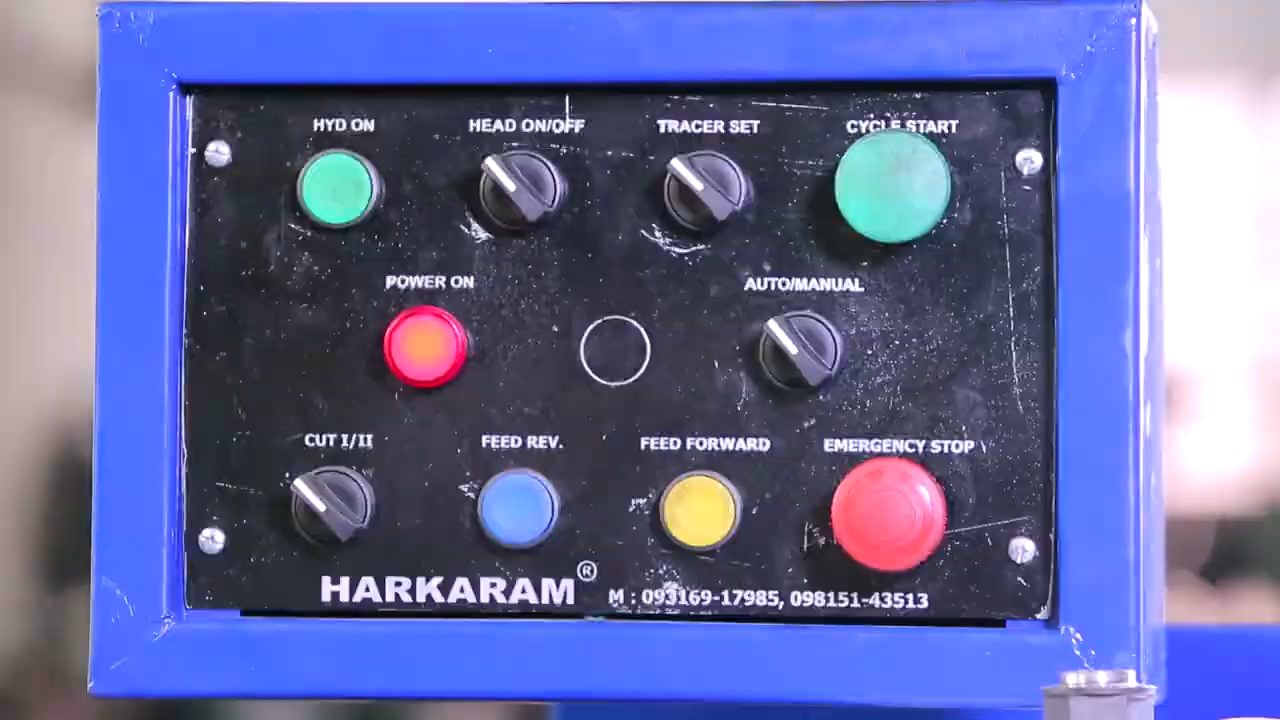 HYD ON HEAD ON/OFF TRACER SET CYCLE START
POWER ON AUTO/MANUAL
CUT I/II FEED REV. FEED FORWARD EMERGENCY STOP
HARKARAM® M : 093169-17985, 098151-43513